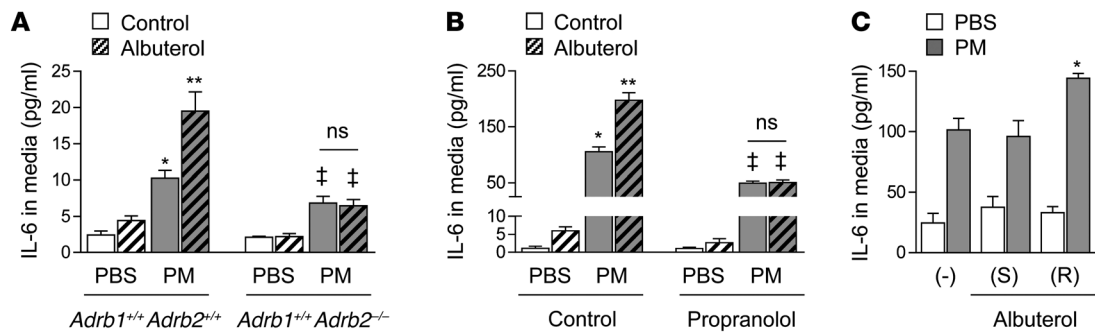 A
Control
Albuterol
IL-6 in media (pg/ml)
25
20
15
10
5
0
*
**
ns
‡ ‡
PBS PM PBS PM
Adrb1+/+ Adrb2+/+ Adrb1+/+ Adrb2–/–
B
Control
Albuterol
IL-6 in media (pg/ml)
250
150
50
10
5
0
*
**
ns
‡ ‡
PBS PM PBS PM
Control Propranolol
C
PBS
PM
IL-6 in media (pg/ml)
150
100
50
0
*
(-) (S) (R)
Albuterol